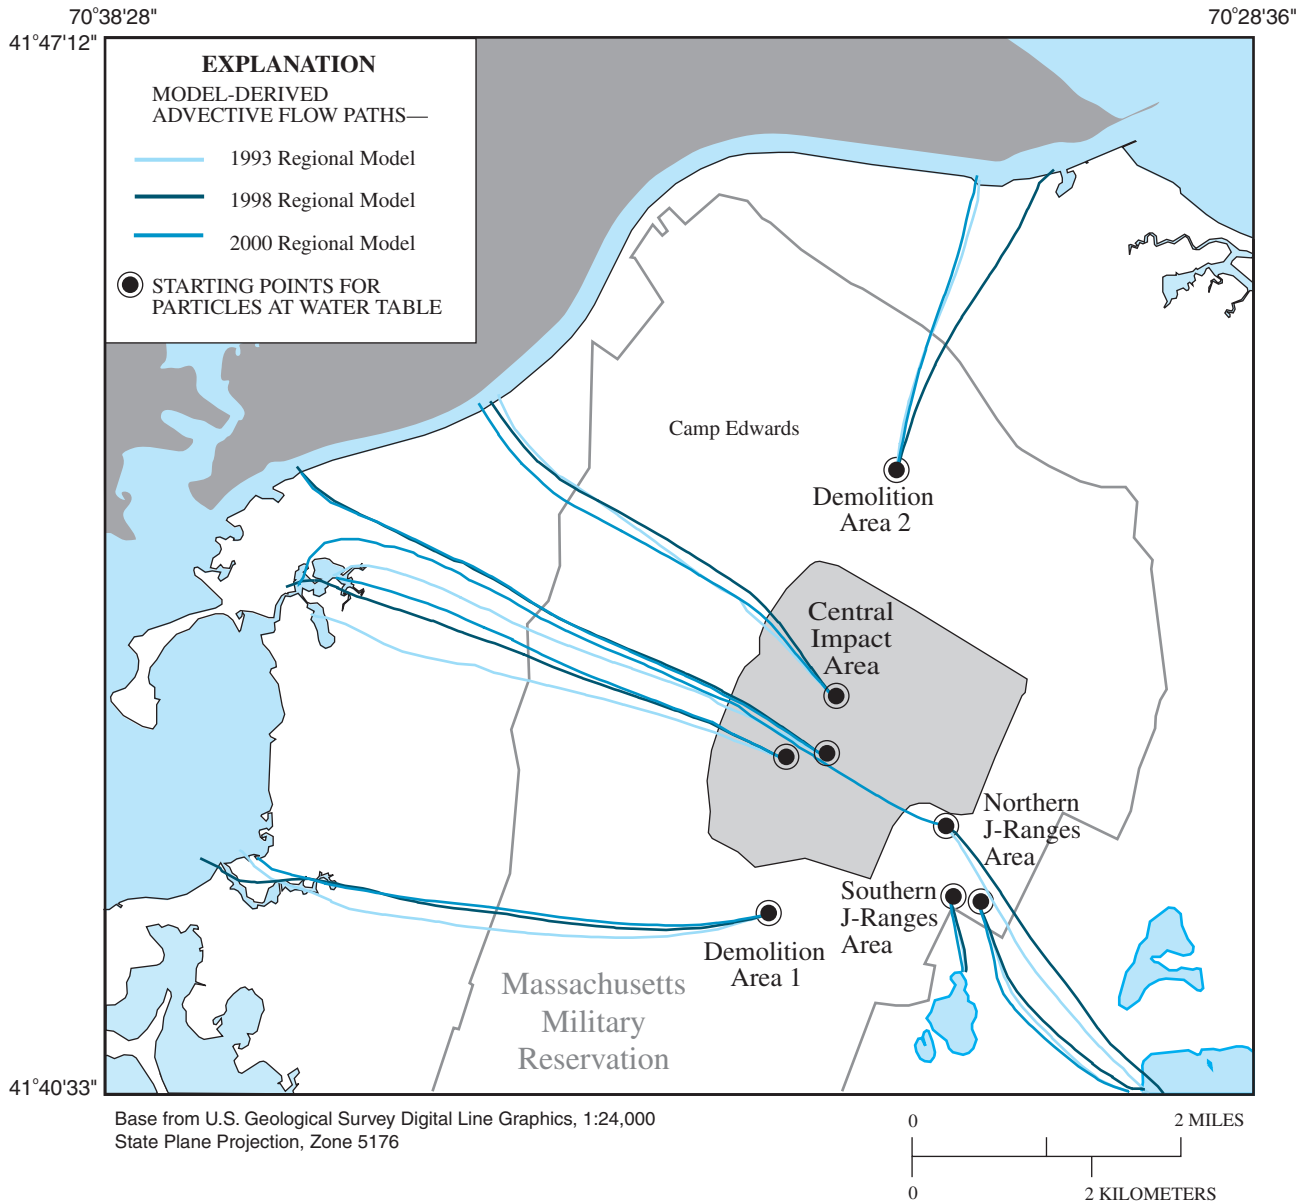 70°38'28"
70°28'36"
41°47'12"
EXPLANATION
MODEL-DERIVED
ADVECTIVE FLOW PATHS—
1993 Regional Model
1998 Regional Model
2000 Regional Model
STARTING POINTS FOR
PARTICLES AT WATER TABLE
Camp Edwards
Demolition
Area 2
Central
Impact
Area
Northern
J-Ranges
Area
Southern
J-Ranges
Area
Demolition
Area 1
Massachusetts
Military
Reservation
41°40'33"
Base from U.S. Geological Survey Digital Line Graphics, 1:24,000
State Plane Projection, Zone 5176
0
2 MILES
0
2 KILOMETERS